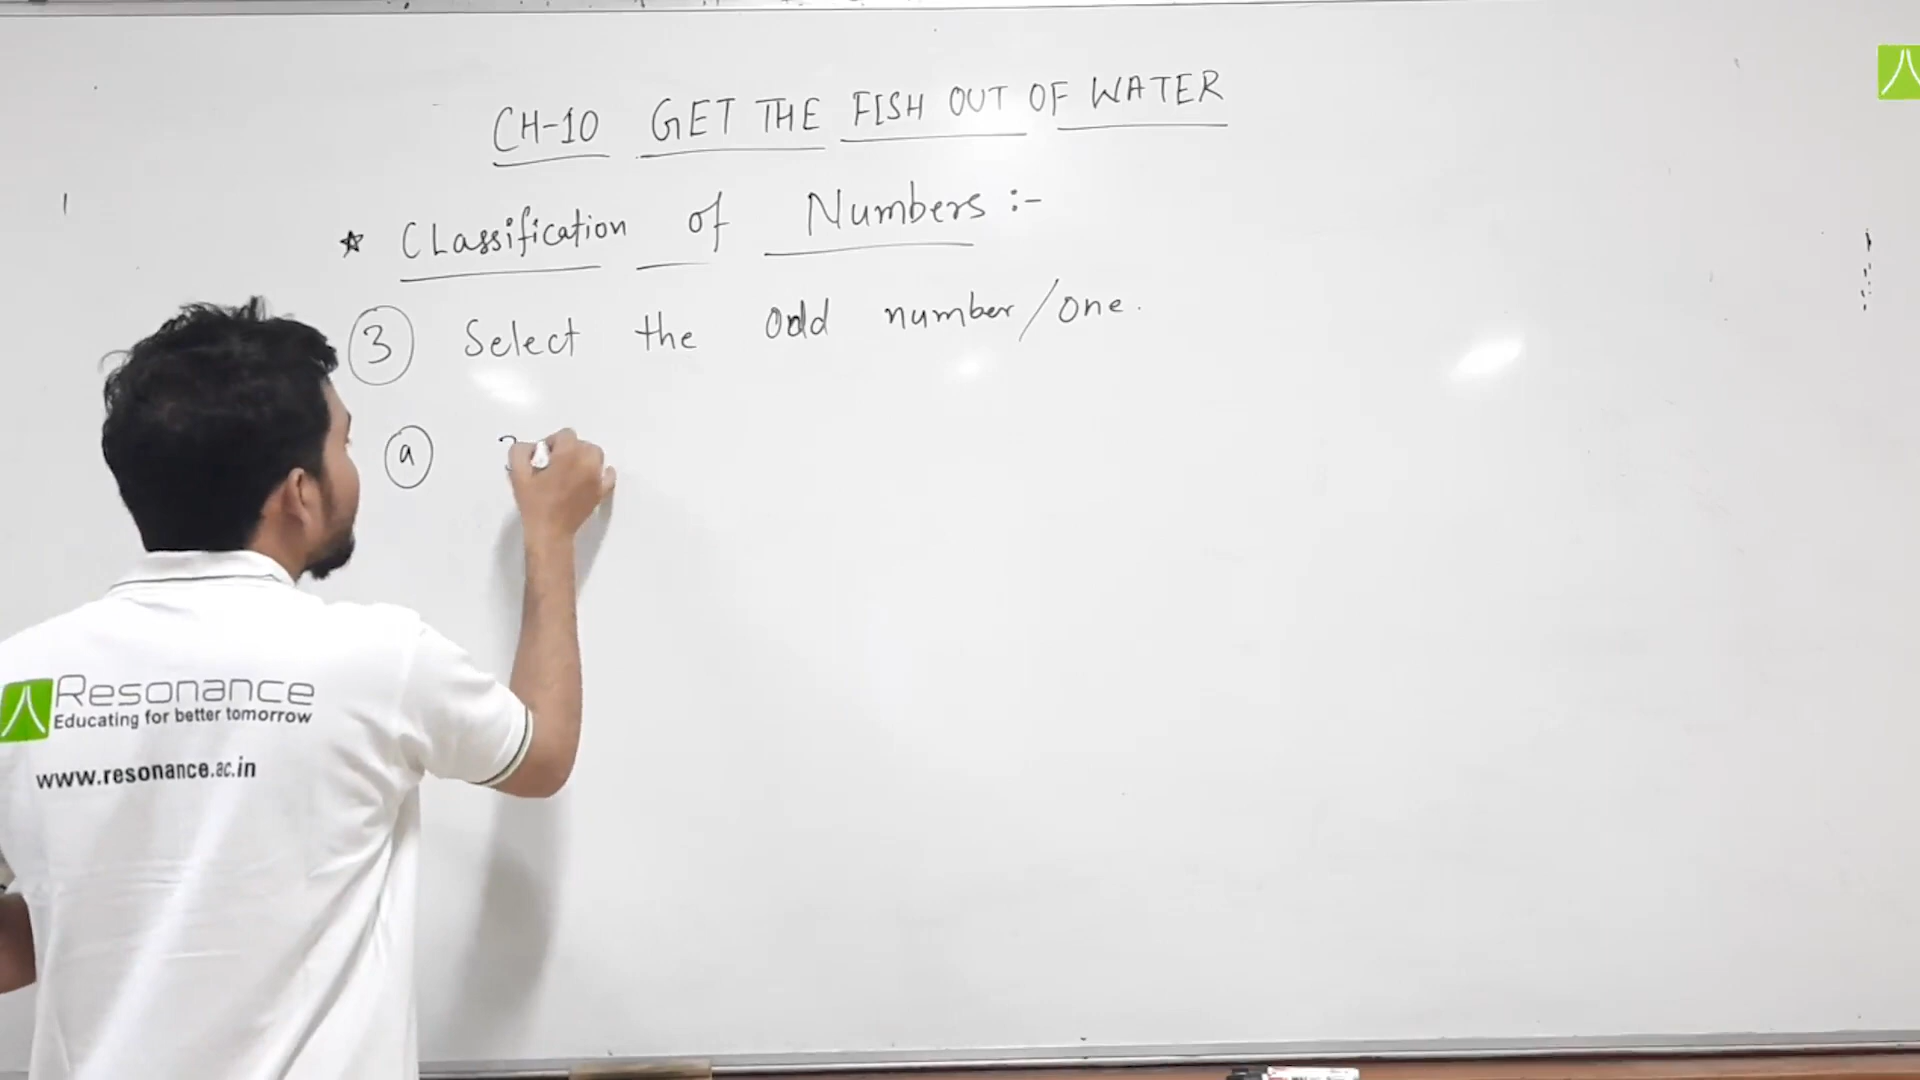 CH-10 GET THE FISH OUT OF WATER
* CLassification of Numbers :-
3 Select the Odd number/one.
a
Resonance
Educating for better tomorrow
www.resonance.ac.in